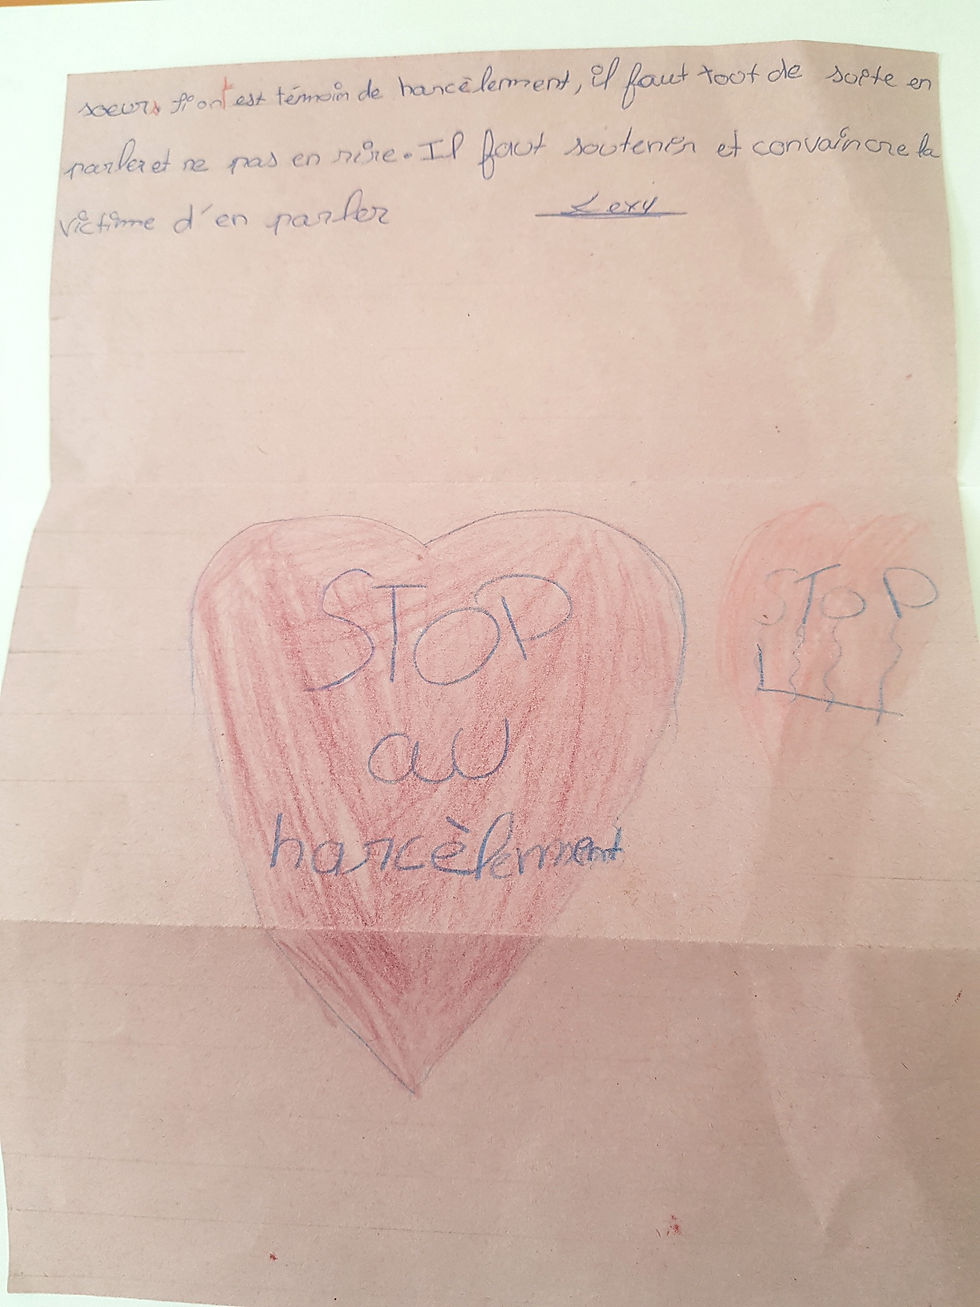 soeurs est témoin de harcèlement, il faut tout de suite en
parler et ne pas en rire. Il faut soutenir et convaincre la
victime d'en parler Lexy
STOP
au
harcèlement
STOP